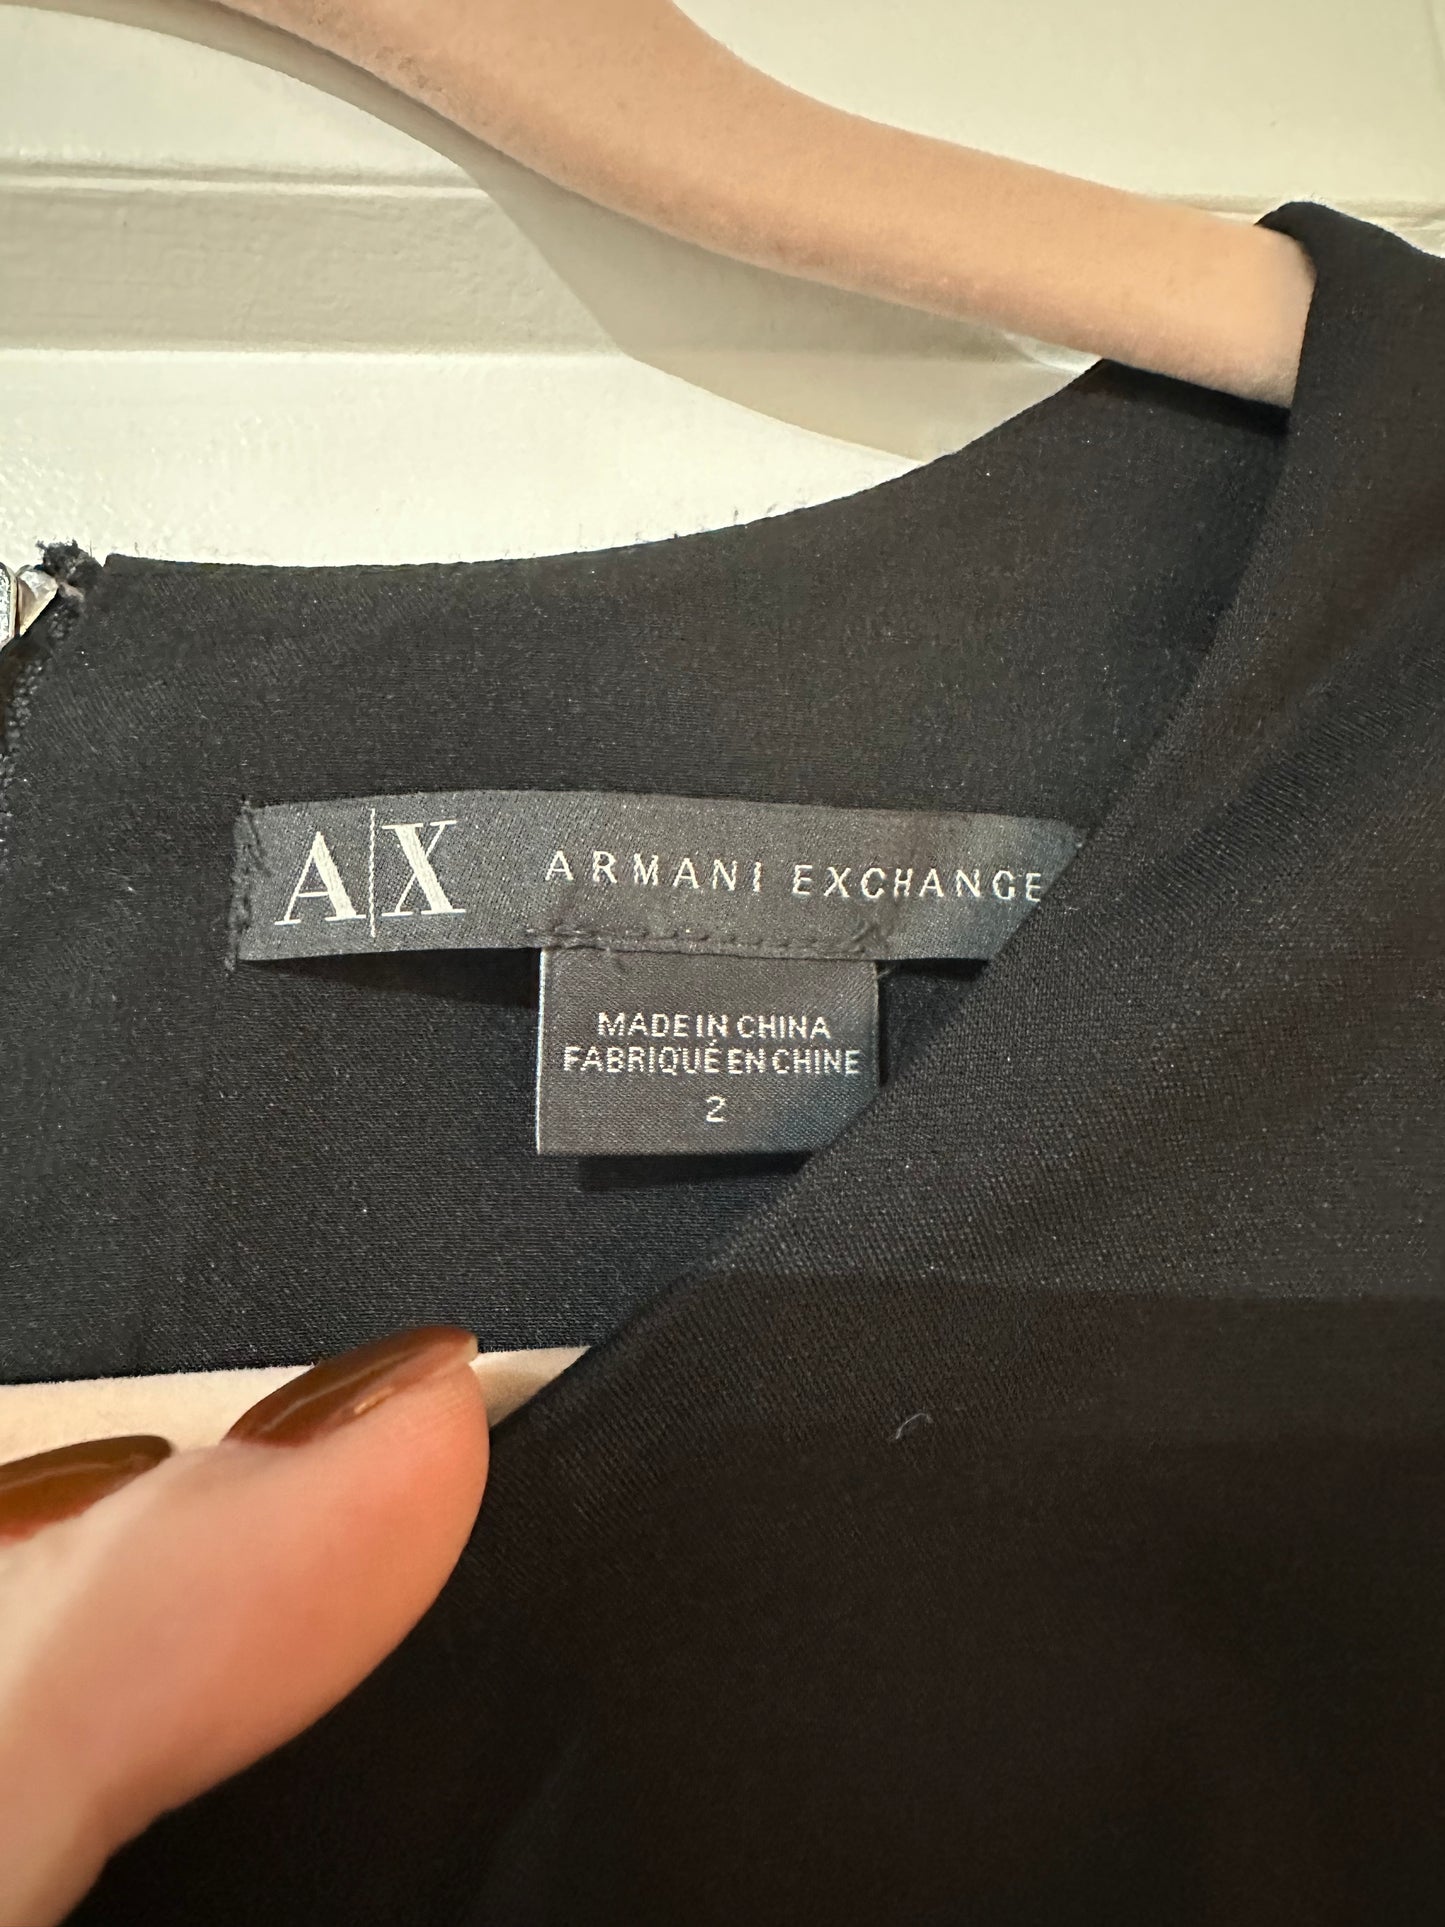 A|X ARMANI EXCHANGE
MADE IN CHINA
FABRIQUÉ EN CHINE
2